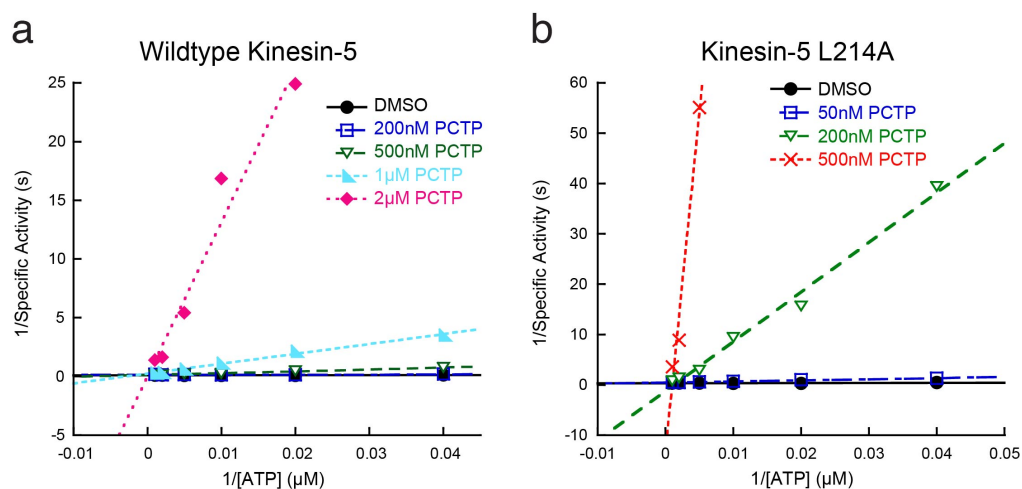 a
Wildtype Kinesin-5
25
20
15
10
5
0
-5
1/Specific Activity (s)
DMSO
200nM PCTP
500nM PCTP
1µM PCTP
2µM PCTP
-0.01
0
0.01
0.02
0.03
0.04
1/[ATP] (µM)
b
Kinesin-5 L214A
60
50
40
30
20
10
0
-10
1/Specific Activity (s)
DMSO
50nM PCTP
200nM PCTP
500nM PCTP
-0.01
0
0.01
0.02
0.03
0.04
0.05
1/[ATP] (µM)